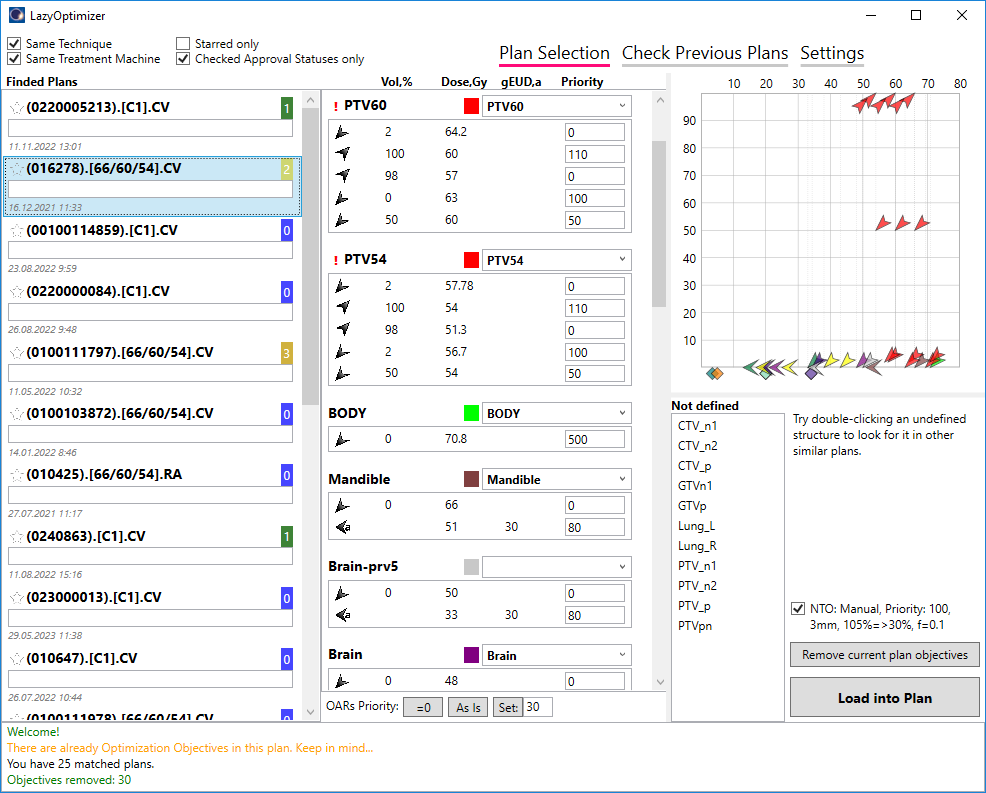 LazyOptimizer
Same Technique
Starred only
Same Treatment Machine
Checked Approval Statuses only
Plan Selection
Check Previous Plans
Settings
Finded Plans
(0220005213).[C1].CV
1
11.11.2022 13:01
(016278).[66/60/54].CV
2
16.12.2021 11:33
(00100114859).[C1].CV
0
23.08.2022 9:59
(0220000084).[C1].CV
0
26.08.2022 9:48
(0100111797).[66/60/54].CV
3
11.05.2022 10:32
(0100103872).[66/60/54].CV
0
14.01.2022 8:46
(010425).[66/60/54].RA
0
27.07.2021 11:17
(0240863).[C1].CV
1
11.08.2022 15:16
(023000013).[C1].CV
0
29.05.2023 11:38
(010647).[C1].CV
0
26.07.2022 10:44
(0100111978).[66/60/54].CV
0
Vol,% Dose,Gy gEUD,a Priority
! PTV60 PTV60
2 64.2 0
100 60 110
98 57 0
0 63 100
50 60 50
! PTV54 PTV54
2 57.78 0
100 54 110
98 51.3 0
2 56.7 100
50 54 50
BODY BODY
0 70.8 500
Mandible Mandible
0 66 0
a 51 30 80
Brain-prv5
0 50 0
a 33 30 80
Brain Brain
0 48 0
OARs Priority: =0 As Is Set: 30
10 20 30 40 50 60 70 80
90
80
70
60
50
40
30
20
10
Not defined
CTV_n1
CTV_n2
CTV_p
GTVn1
GTVp
Lung_L
Lung_R
PTV_n1
PTV_n2
PTV_p
PTVpn
Try double-clicking an undefined
structure to look for it in other
similar plans.
NTO: Manual, Priority: 100,
3mm, 105%=>30%, f=0.1
Remove current plan objectives
Load into Plan
Welcome!
There are already Optimization Objectives in this plan. Keep in mind...
You have 25 matched plans.
Objectives removed: 30